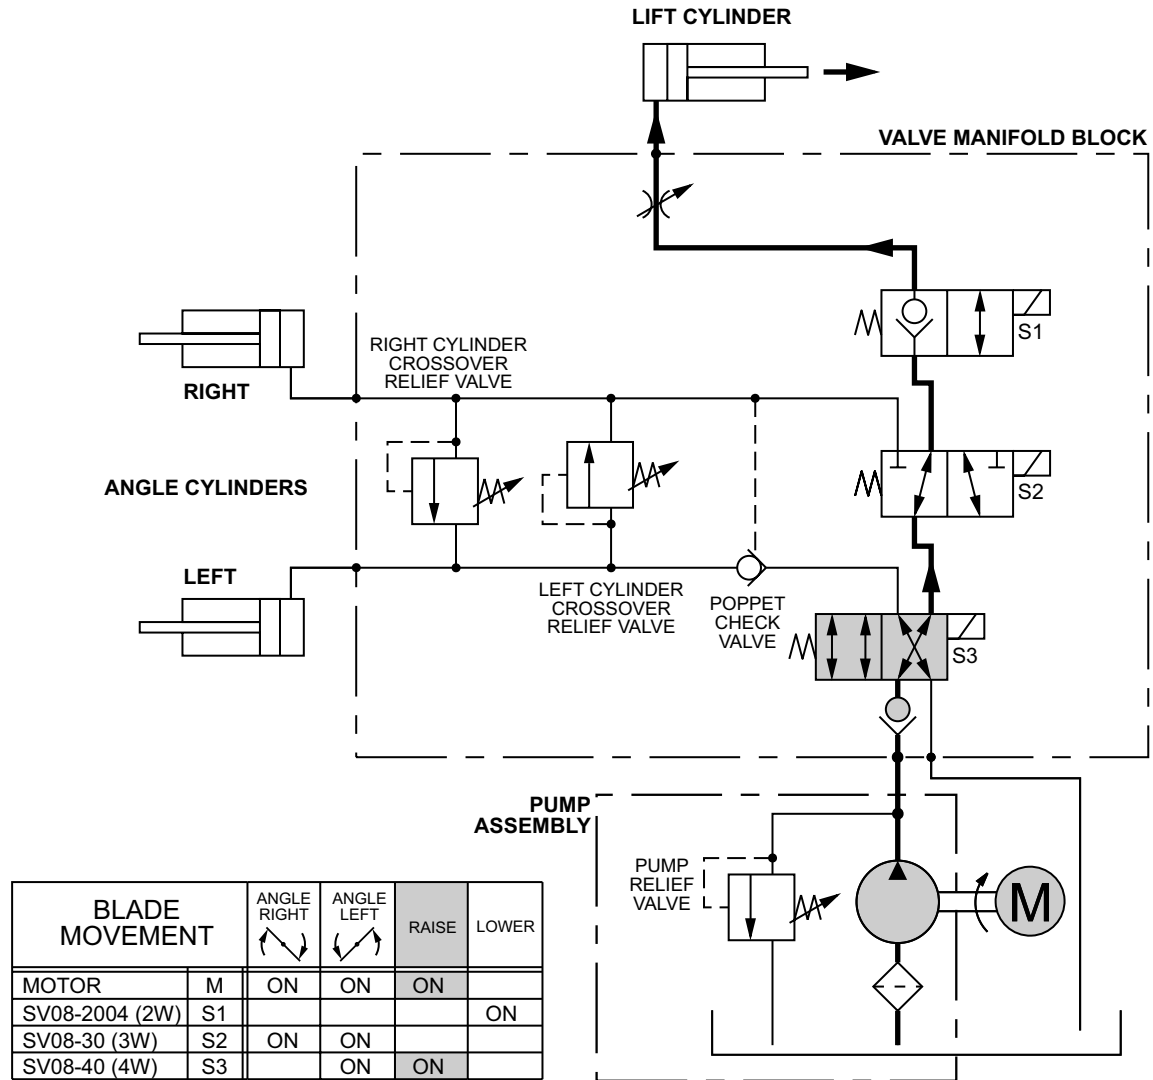 LIFT CYLINDER
VALVE MANIFOLD BLOCK
S1
RIGHT CYLINDER
CROSSOVER
RELIEF VALVE
RIGHT
ANGLE CYLINDERS
S2
LEFT
LEFT CYLINDER
CROSSOVER
RELIEF VALVE
POPPET
CHECK
VALVE
S3
PUMP
ASSEMBLY
PUMP
RELIEF
VALVE
M
BLADE
MOVEMENT
ANGLE
RIGHT
ANGLE
LEFT
RAISE
LOWER
MOTOR M ON ON ON
SV08-2004 (2W) S1 ON
SV08-30 (3W) S2 ON ON
SV08-40 (4W) S3 ON ON